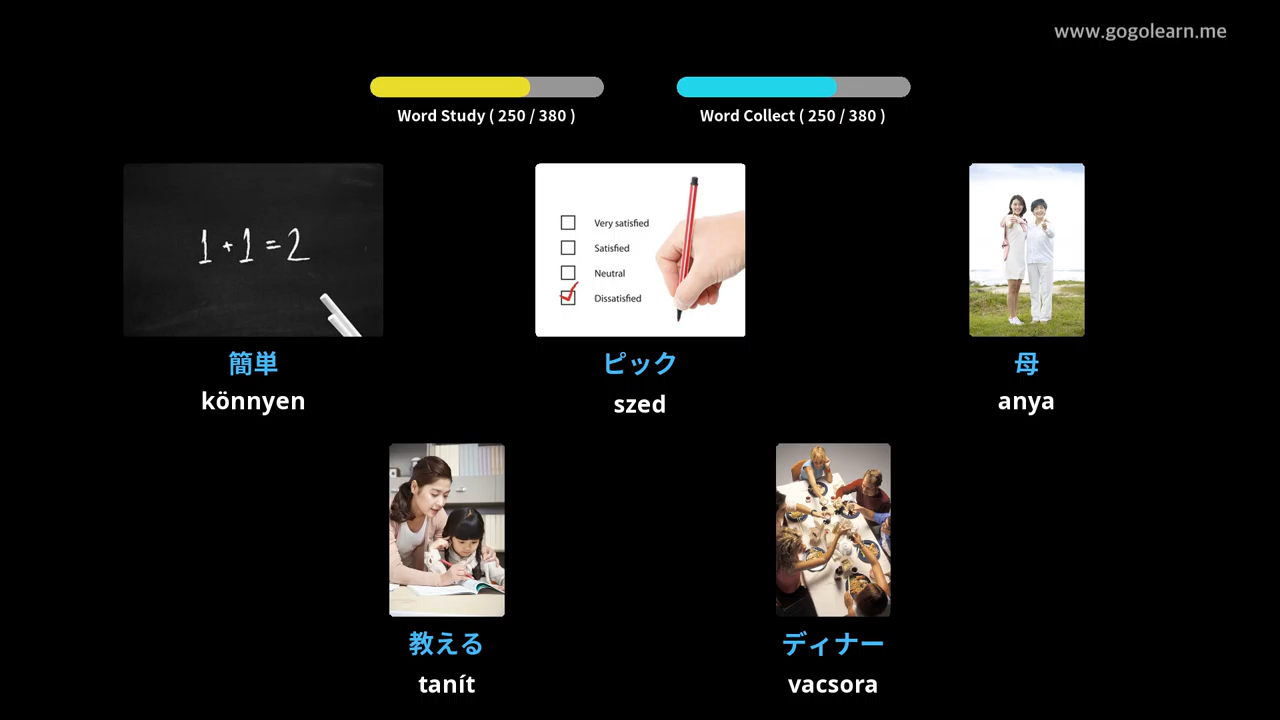 www.gogolearn.me
Word Study ( 250 / 380 )
Word Collect ( 250 / 380 )
1 + 1 = 2
Very satisfied
Satisfied
Neutral
Dissatisfied
簡単
könnyen
ピック
szed
母
anya
教える
tanít
ディナー
vacsora